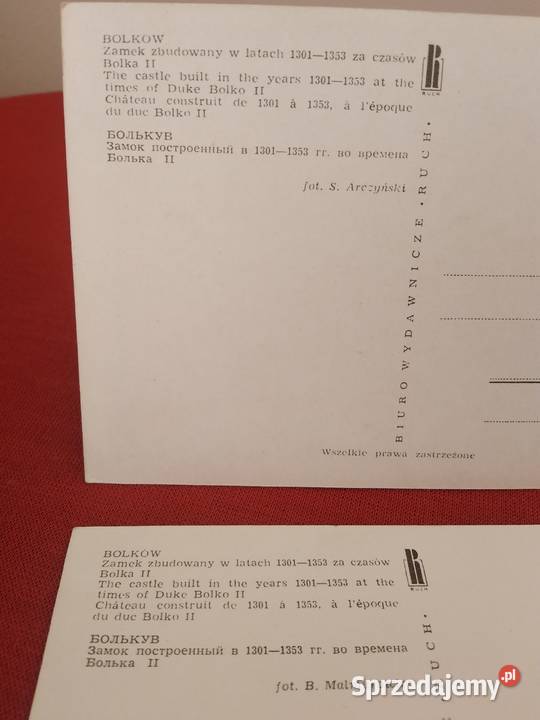 BOLKÓW
Zamek zbudowany w latach 1301—1353 za czasów
Bolka II
The castle built in the years 1301—1353 at the
times of Duke Bolko II
Château construit de 1301 à 1353, à l'époque
du duc Bolko II
БОЛЬКУВ
Замок построенный в 1301—1353 гг. во времена
Болька II
fot. S. Arczyński
RUCH
BIURO WYDAWNICZE • RUCH •
Wszelkie prawa zastrzeżone
BOLKÓW
Zamek zbudowany w latach 1301—1353 za czasów
Bolka II
The castle built in the years 1301—1353 at the
times of Duke Bolko II
Château construit de 1301 à 1353, à l'époque
du duc Bolko II
БОЛЬКУВ
Замок построенный в 1301—1353 гг. во времена
Болька II
fot. B.
RUCH
RUCH •
Sprzedajemy.pl